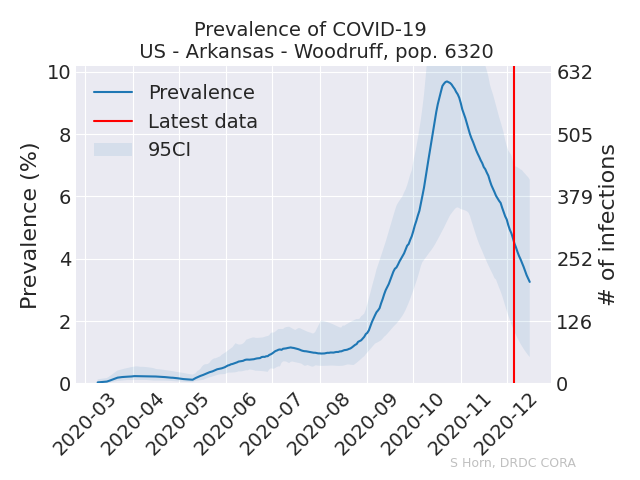 Prevalence of COVID-19
US - Arkansas - Woodruff, pop. 6320
Prevalence
Latest data
95CI
Prevalence (%)
10
8
6
4
2
0
632
505
379
252
126
0
# of infections
2020-03
2020-04
2020-05
2020-06
2020-07
2020-08
2020-09
2020-10
2020-11
2020-12
S Horn, DRDC CORA